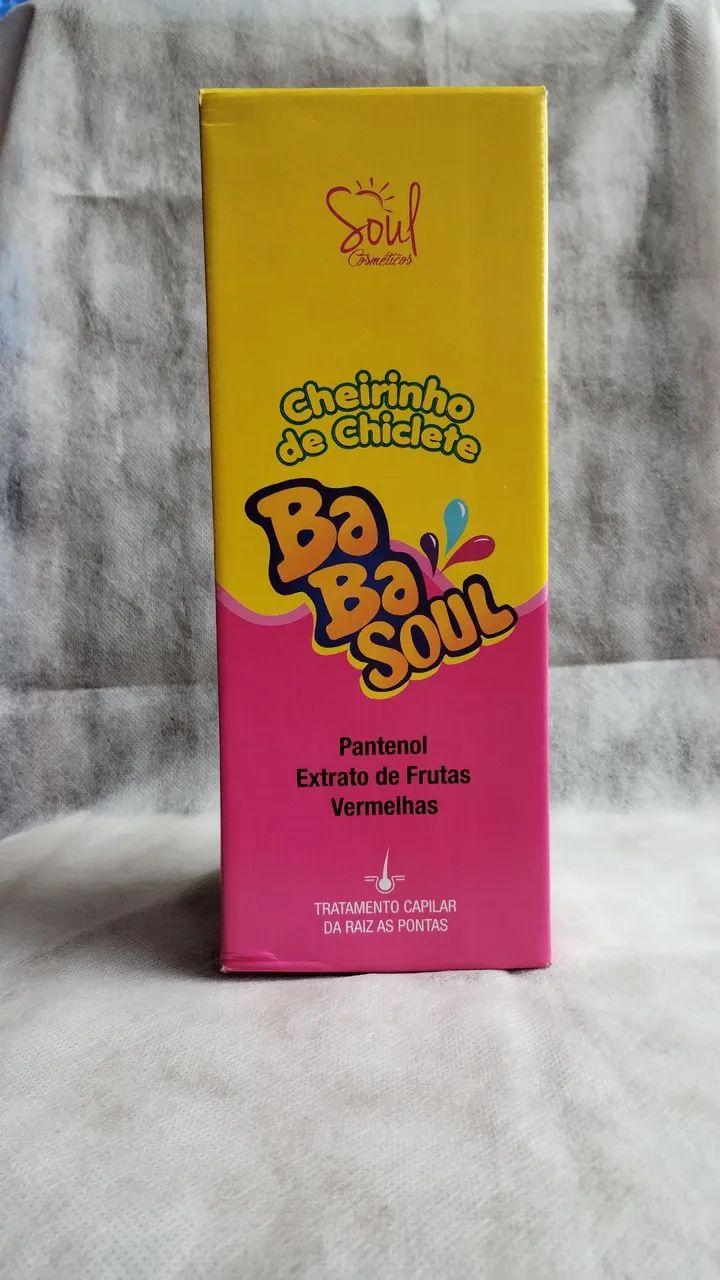 Soul
Cosméticos
Cheirinho
de Chiclete
Ba
Ba
SOUL
Pantenol
Extrato de Frutas
Vermelhas
TRATAMENTO CAPILAR
DA RAIZ AS PONTAS